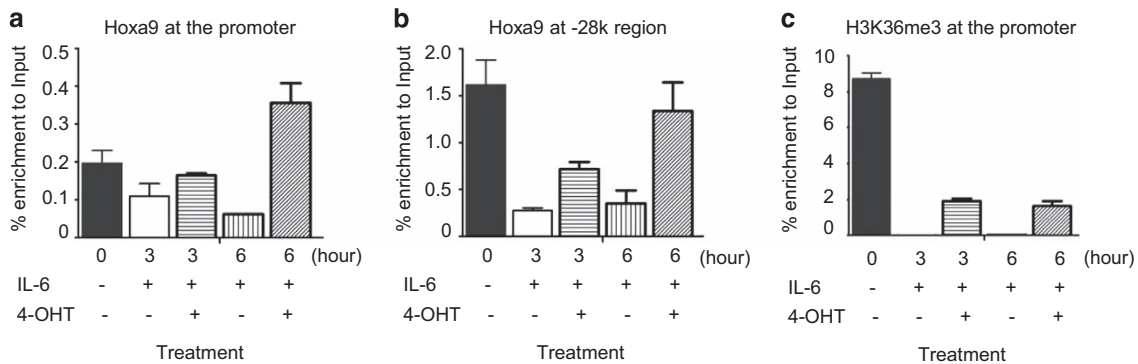 a
Hoxa9 at the promoter
% enrichment to Input
0.5
0.4
0.3
0.2
0.1
0
0 3 3 6 6 (hour)
IL-6 - + + + +
4-OHT - - + - +
Treatment
b
Hoxa9 at -28k region
% enrichment to Input
2.0
1.5
1.0
0.5
0
0 3 3 6 6 (hour)
IL-6 - + + + +
4-OHT - - + - +
Treatment
c
H3K36me3 at the promoter
% enrichment to Input
10
8
6
4
2
0
0 3 3 6 6 (hour)
IL-6 - + + + +
4-OHT - - + - +
Treatment